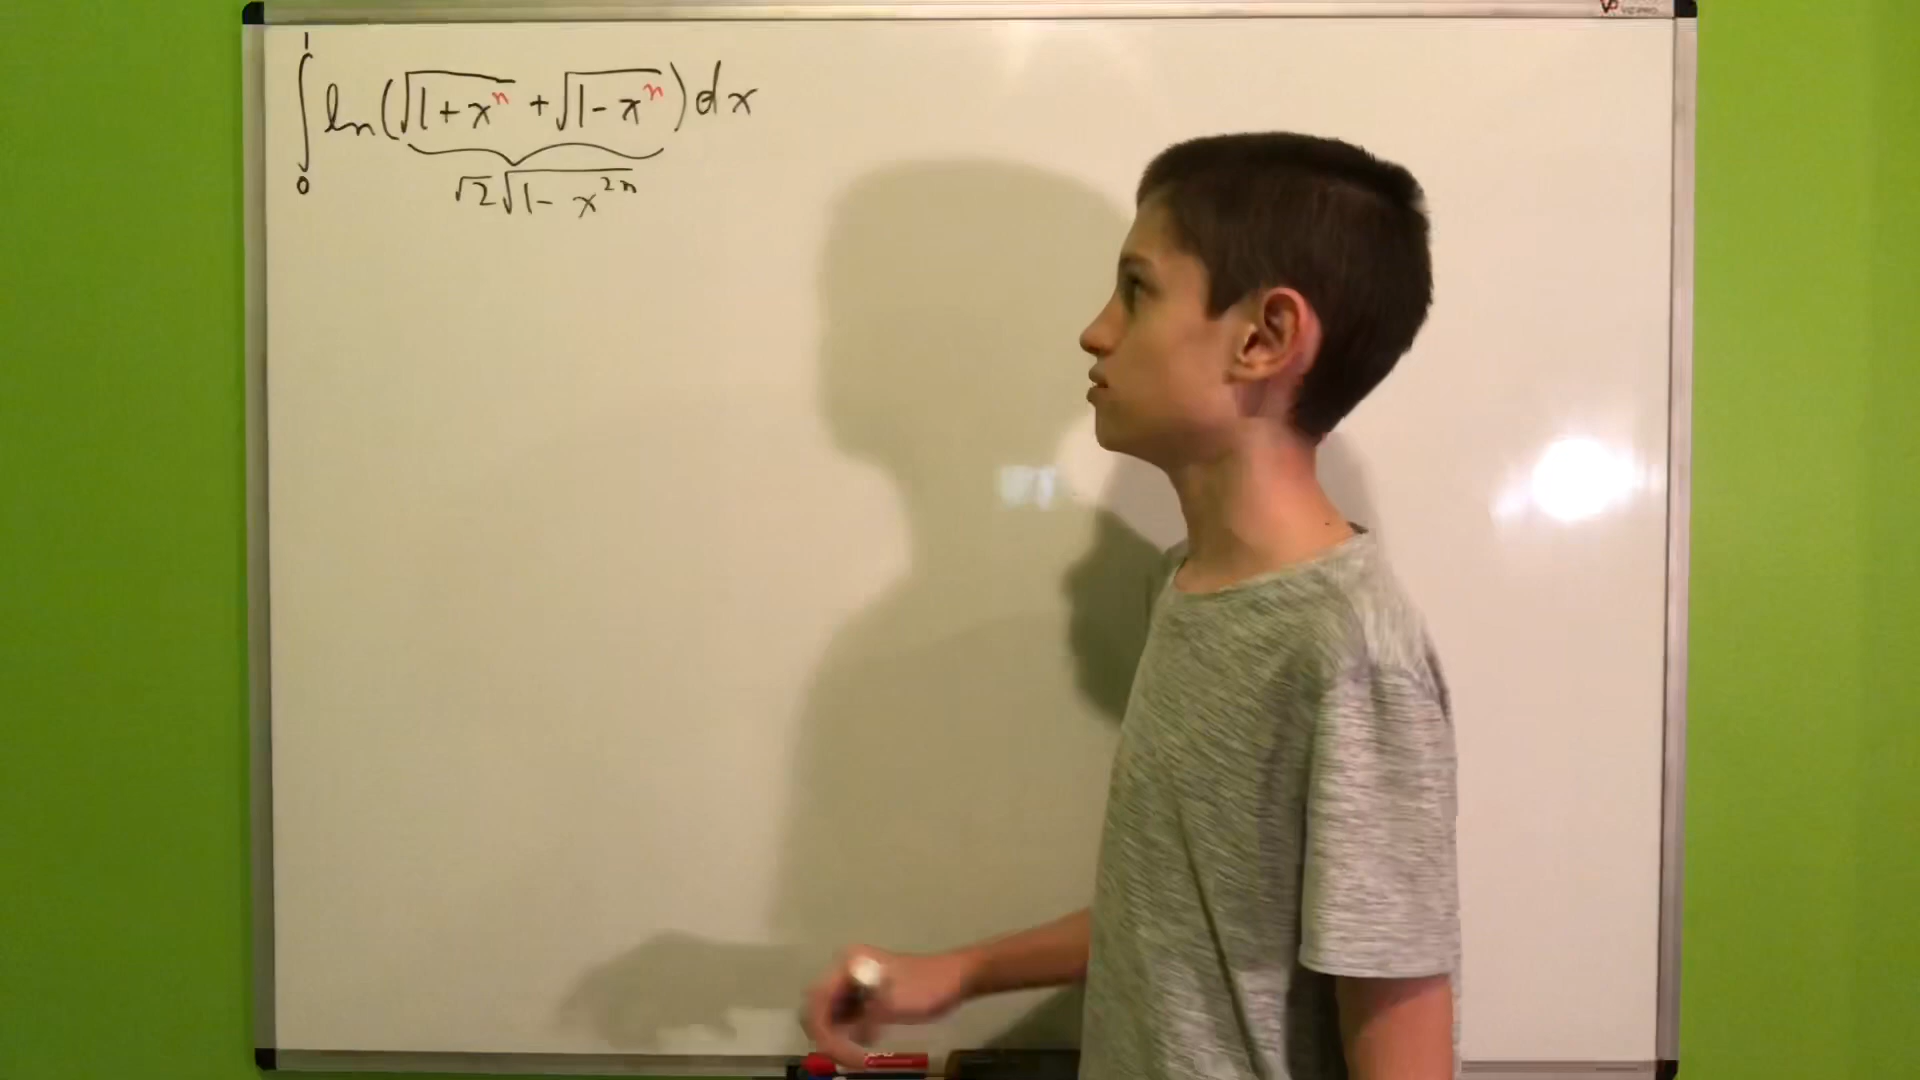 ∫₀¹ ln(√(1+xⁿ) + √(1-xⁿ)) dx
√2 √(1- x²ⁿ)